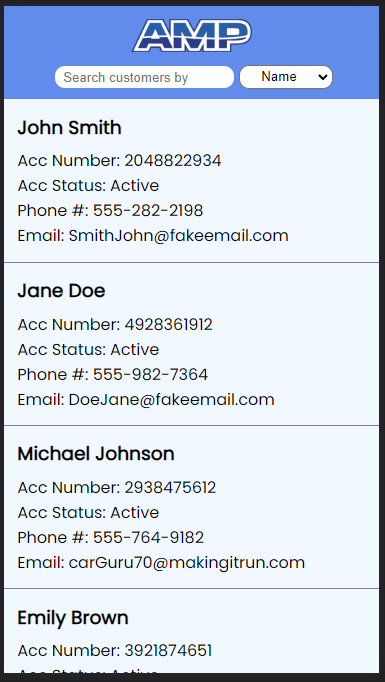 AMP
Search customers by
Name
John Smith
Acc Number: 2048822934
Acc Status: Active
Phone #: 555-282-2198
Email: SmithJohn@fakeemail.com
Jane Doe
Acc Number: 4928361912
Acc Status: Active
Phone #: 555-982-7364
Email: DoeJane@fakeemail.com
Michael Johnson
Acc Number: 2938475612
Acc Status: Active
Phone #: 555-764-9182
Email: carGuru70@makingitrun.com
Emily Brown
Acc Number: 3921874651
Acc Status: Active